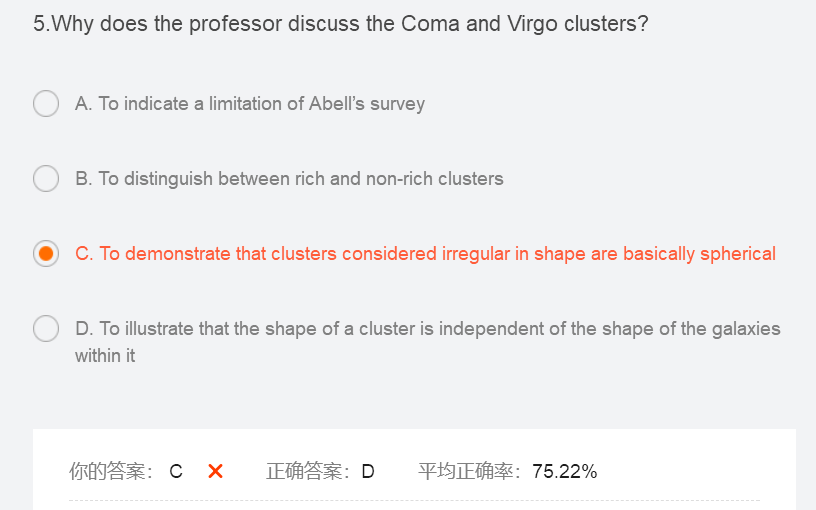 5.Why does the professor discuss the Coma and Virgo clusters?
A. To indicate a limitation of Abell’s survey
B. To distinguish between rich and non-rich clusters
C. To demonstrate that clusters considered irregular in shape are basically spherical
D. To illustrate that the shape of a cluster is independent of the shape of the galaxies
within it
你的答案： C ✕ 正确答案： D 平均正确率： 75.22%